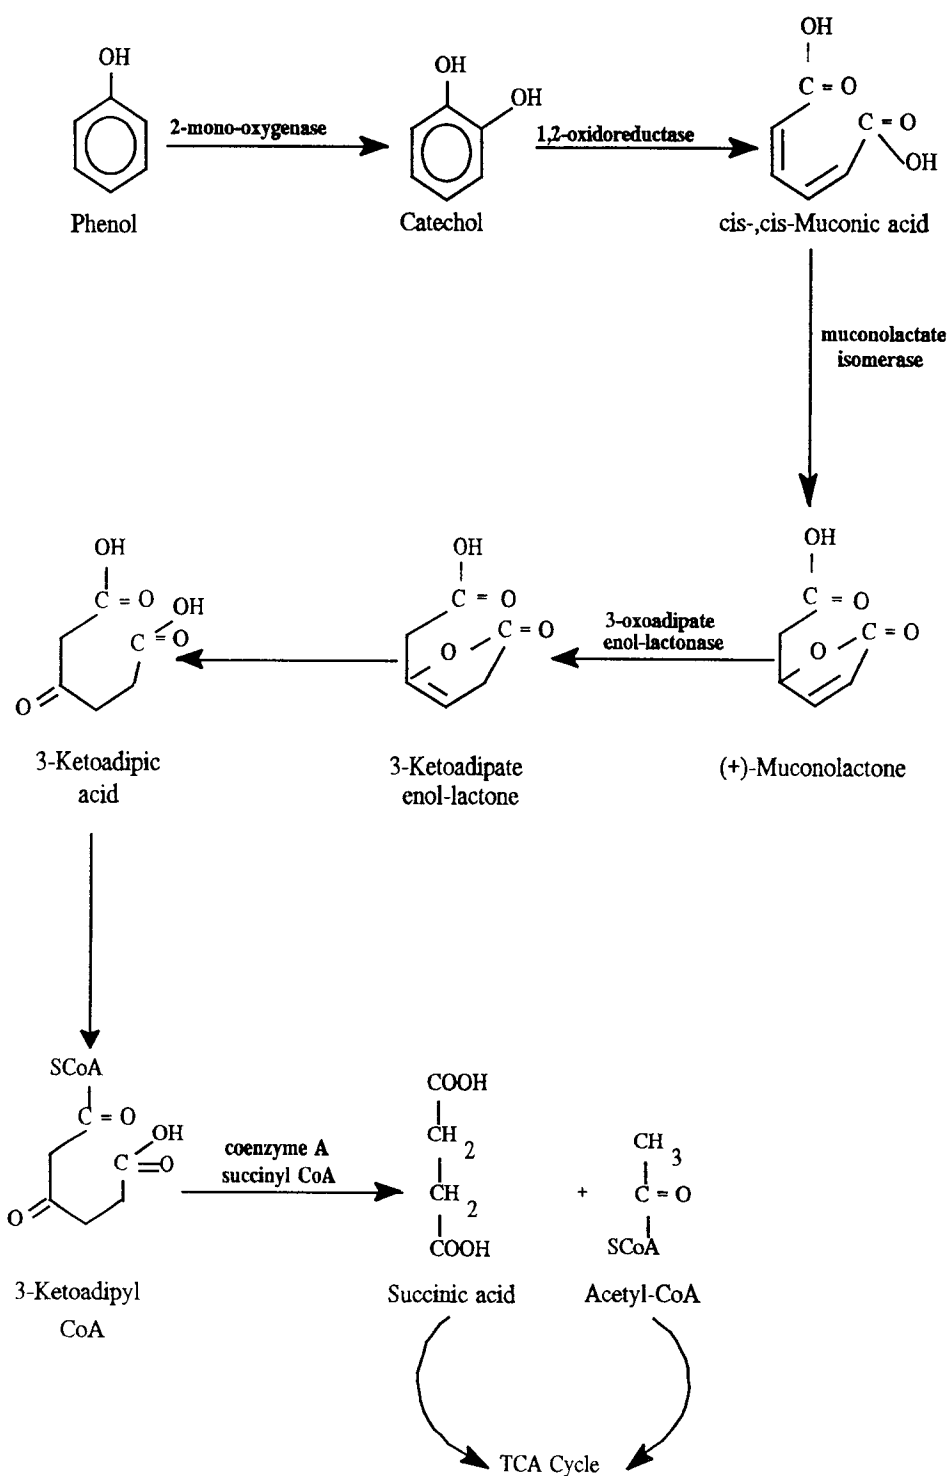 OH
Phenol
2-mono-oxygenase
OH
OH
Catechol
1,2-oxidoreductase
OH
C = O
C = O
OH
cis-,cis-Muconic acid
muconolactate
isomerase
OH
C = O
O
C = O
(+)-Muconolactone
3-oxoadipate
enol-lactonase
OH
C = O
O
C = O
3-Ketoadipate
enol-lactone
OH
C = O
OH
C = O
O
3-Ketoadipic
acid
SCoA
C = O
OH
C = O
O
3-Ketoadipyl
CoA
coenzyme A
succinyl CoA
COOH
CH 2
CH 2
COOH
Succinic acid
+
CH 3
C = O
SCoA
Acetyl-CoA
TCA Cycle